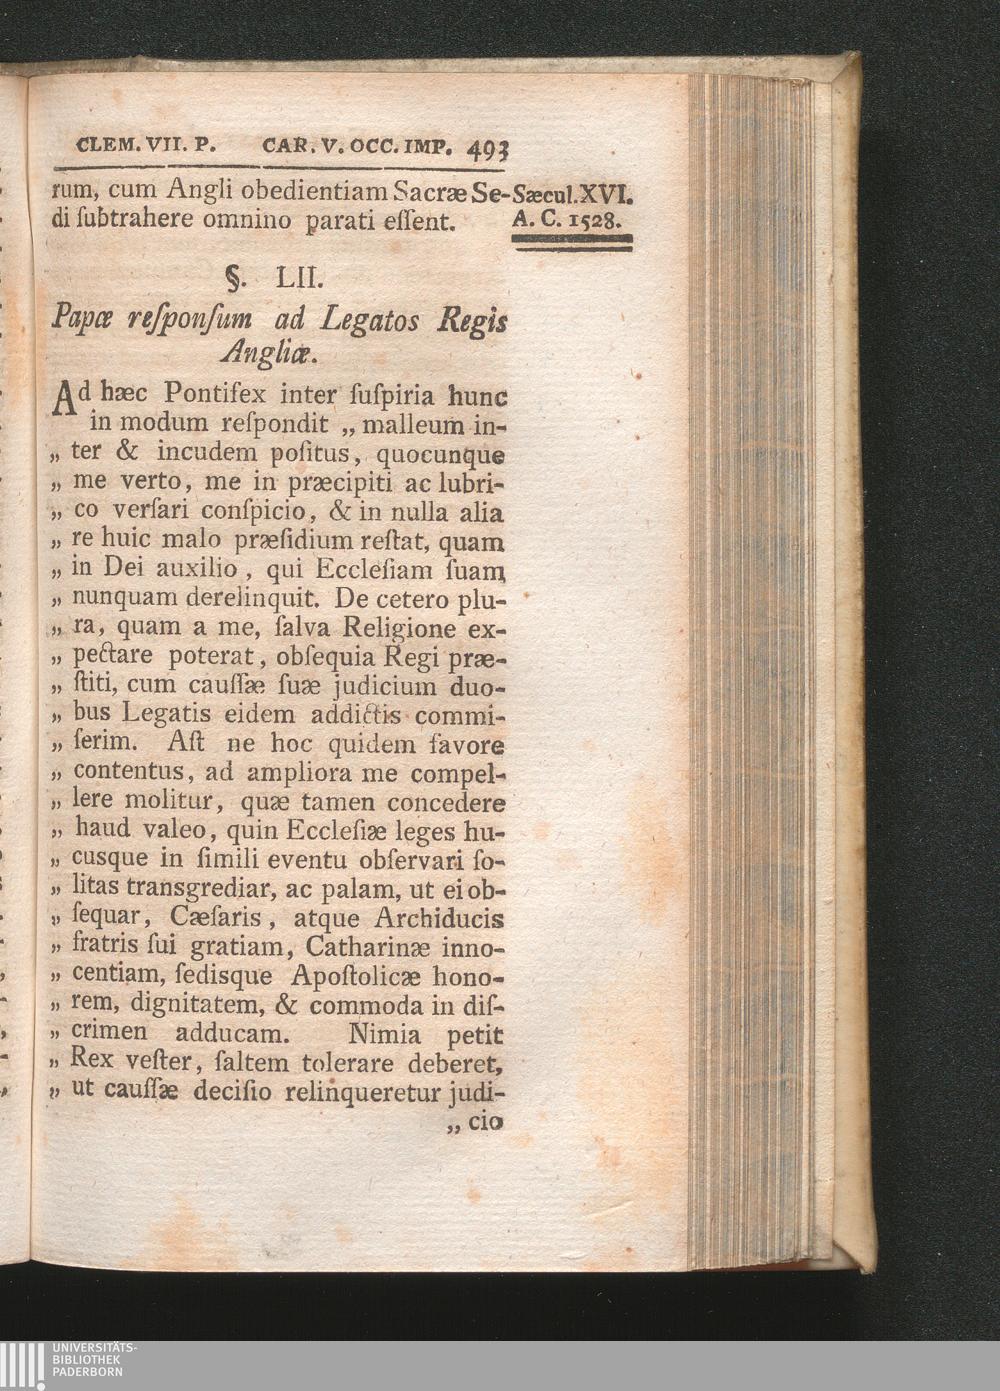 CLEM. VII. P. CAR. V. OCC. IMP. 493
rum, cum Angli obedientiam Sacræ Se-
di ſubtrahere omnino parati eſſent.
Sæcul. XVI.
A. C. 1528.
§. LII.
Papæ reſponſum ad Legatos Regis
Angliæ.
Ad hæc Pontifex inter ſuſpiria hunc
in modum reſpondit „ malleum in-
„ ter & incudem poſitus, quocunque
„ me verto, me in præcipiti ac lubri-
„ co verſari conſpicio, & in nulla alia
„ re huic malo præſidium reſtat, quam
„ in Dei auxilio, qui Eccleſiam ſuam
„ nunquam derelinquit. De cetero plu-
„ ra, quam a me, ſalva Religione ex-
„ pectare poterat, obſequia Regi præ-
„ ſtiti, cum cauſſæ ſuæ judicium duo-
„ bus Legatis eidem addictis commi-
„ ſerim. Aſt ne hoc quidem favore
„ contentus, ad ampliora me compel-
„ lere molitur, quæ tamen concedere
„ haud valeo, quin Eccleſiæ leges hu-
„ cusque in ſimili eventu obſervari ſo-
„ litas transgrediar, ac palam, ut ei ob-
„ ſequar, Cæſaris, atque Archiducis
„ fratris ſui gratiam, Catharinæ inno-
„ centiam, ſedisque Apoſtolicæ hono-
„ rem, dignitatem, & commoda in diſ-
„ crimen adducam. Nimia petit
„ Rex veſter, ſaltem tolerare deberet,
„ ut cauſſæ deciſio relinqueretur judi-
„ cio
UNIVERSITÄTS-
BIBLIOTHEK
PADERBORN